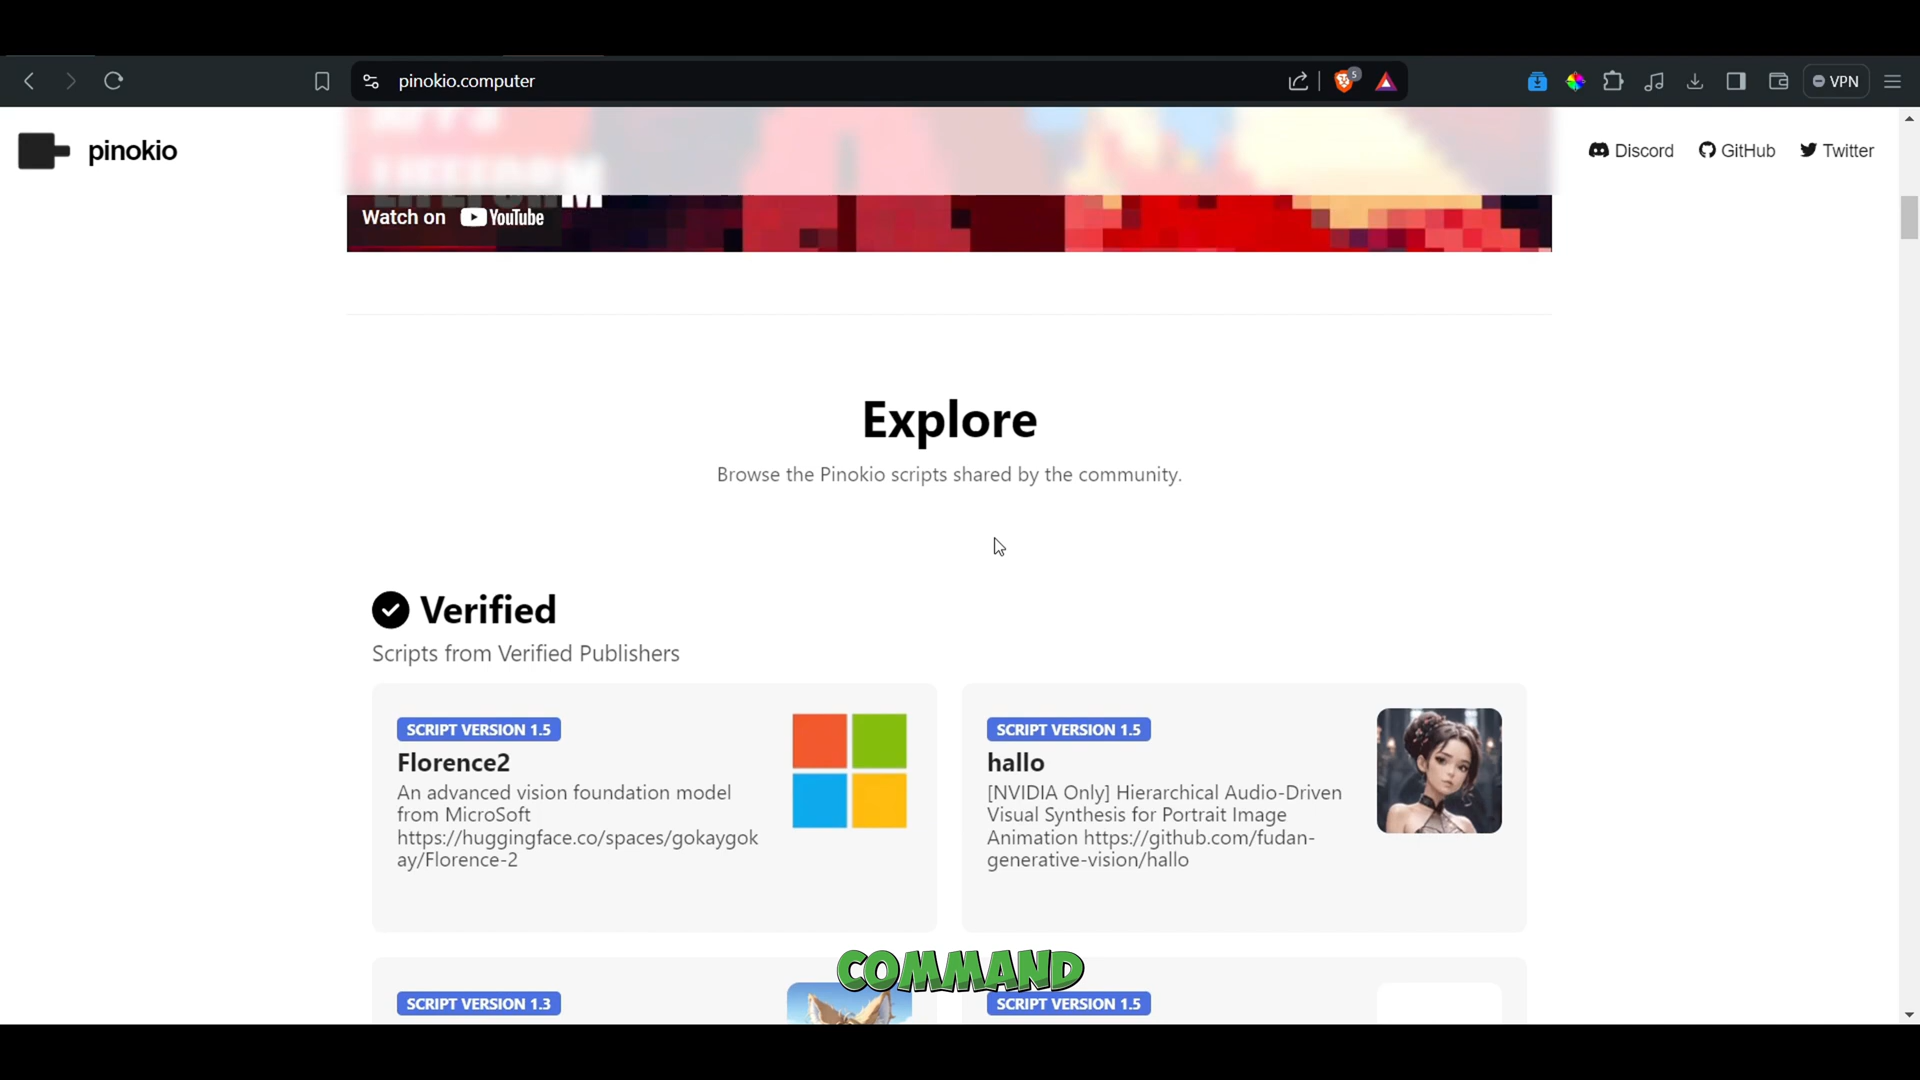 pinokio.computer
5
VPN
pinokio
Discord
GitHub
Twitter
LIFEFORM
Watch on YouTube
Explore
Browse the Pinokio scripts shared by the community.
Verified
Scripts from Verified Publishers
SCRIPT VERSION 1.5
Florence2
An advanced vision foundation model
from MicroSoft
https://huggingface.co/spaces/gokaygok
ay/Florence-2
SCRIPT VERSION 1.5
hallo
[NVIDIA Only] Hierarchical Audio-Driven
Visual Synthesis for Portrait Image
Animation https://github.com/fudan-
generative-vision/hallo
COMMAND
SCRIPT VERSION 1.3
SCRIPT VERSION 1.5